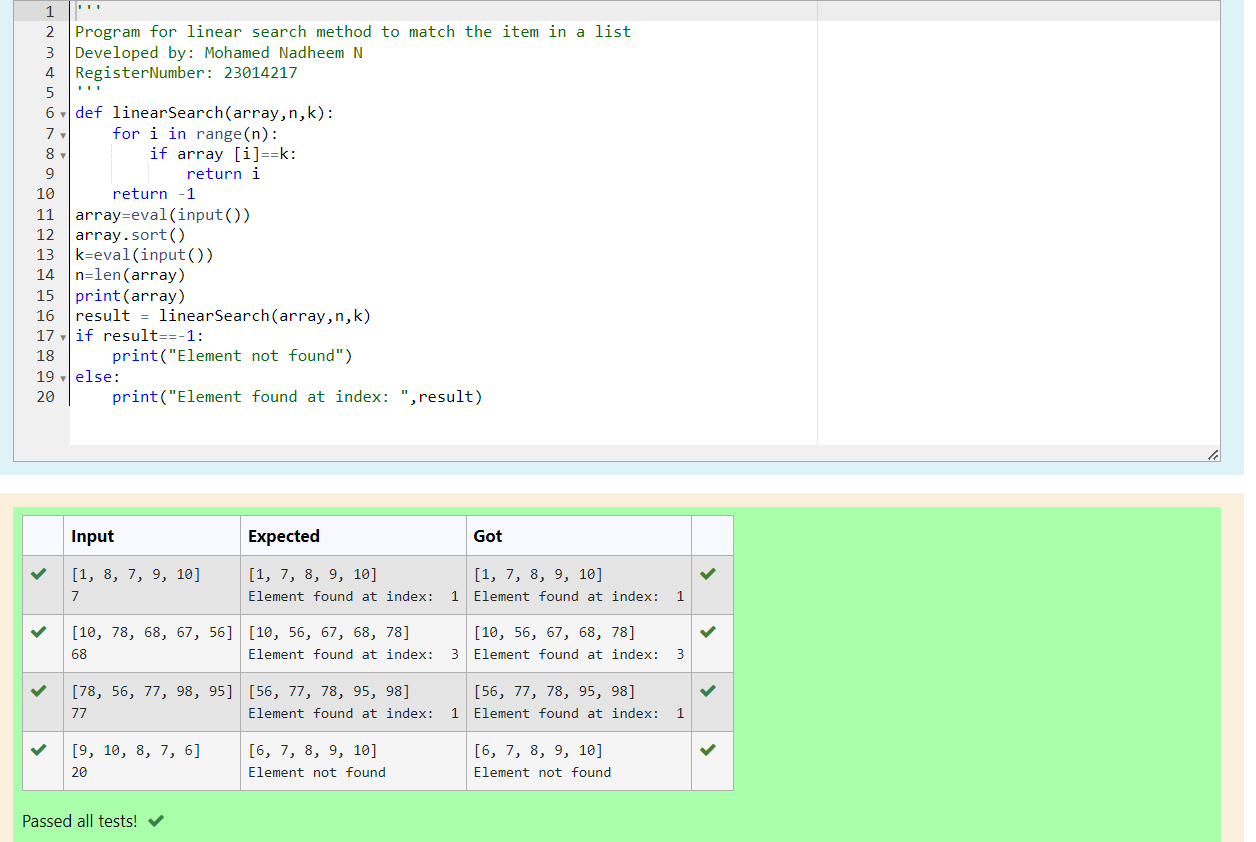 1 '''
2 Program for linear search method to match the item in a list
3 Developed by: Mohamed Nadheem N
4 RegisterNumber: 23014217
5 '''
6 def linearSearch(array,n,k):
7     for i in range(n):
8         if array [i]==k:
9             return i
10     return -1
11 array=eval(input())
12 array.sort()
13 k=eval(input())
14 n=len(array)
15 print(array)
16 result = linearSearch(array,n,k)
17 if result==-1:
18     print("Element not found")
19 else:
20     print("Element found at index: ",result)
Input Expected Got
[1, 8, 7, 9, 10] [1, 7, 8, 9, 10] [1, 7, 8, 9, 10]
7 Element found at index:  1 Element found at index:  1
[10, 78, 68, 67, 56] [10, 56, 67, 68, 78] [10, 56, 67, 68, 78]
68 Element found at index:  3 Element found at index:  3
[78, 56, 77, 98, 95] [56, 77, 78, 95, 98] [56, 77, 78, 95, 98]
77 Element found at index:  1 Element found at index:  1
[9, 10, 8, 7, 6] [6, 7, 8, 9, 10] [6, 7, 8, 9, 10]
20 Element not found Element not found
Passed all tests!